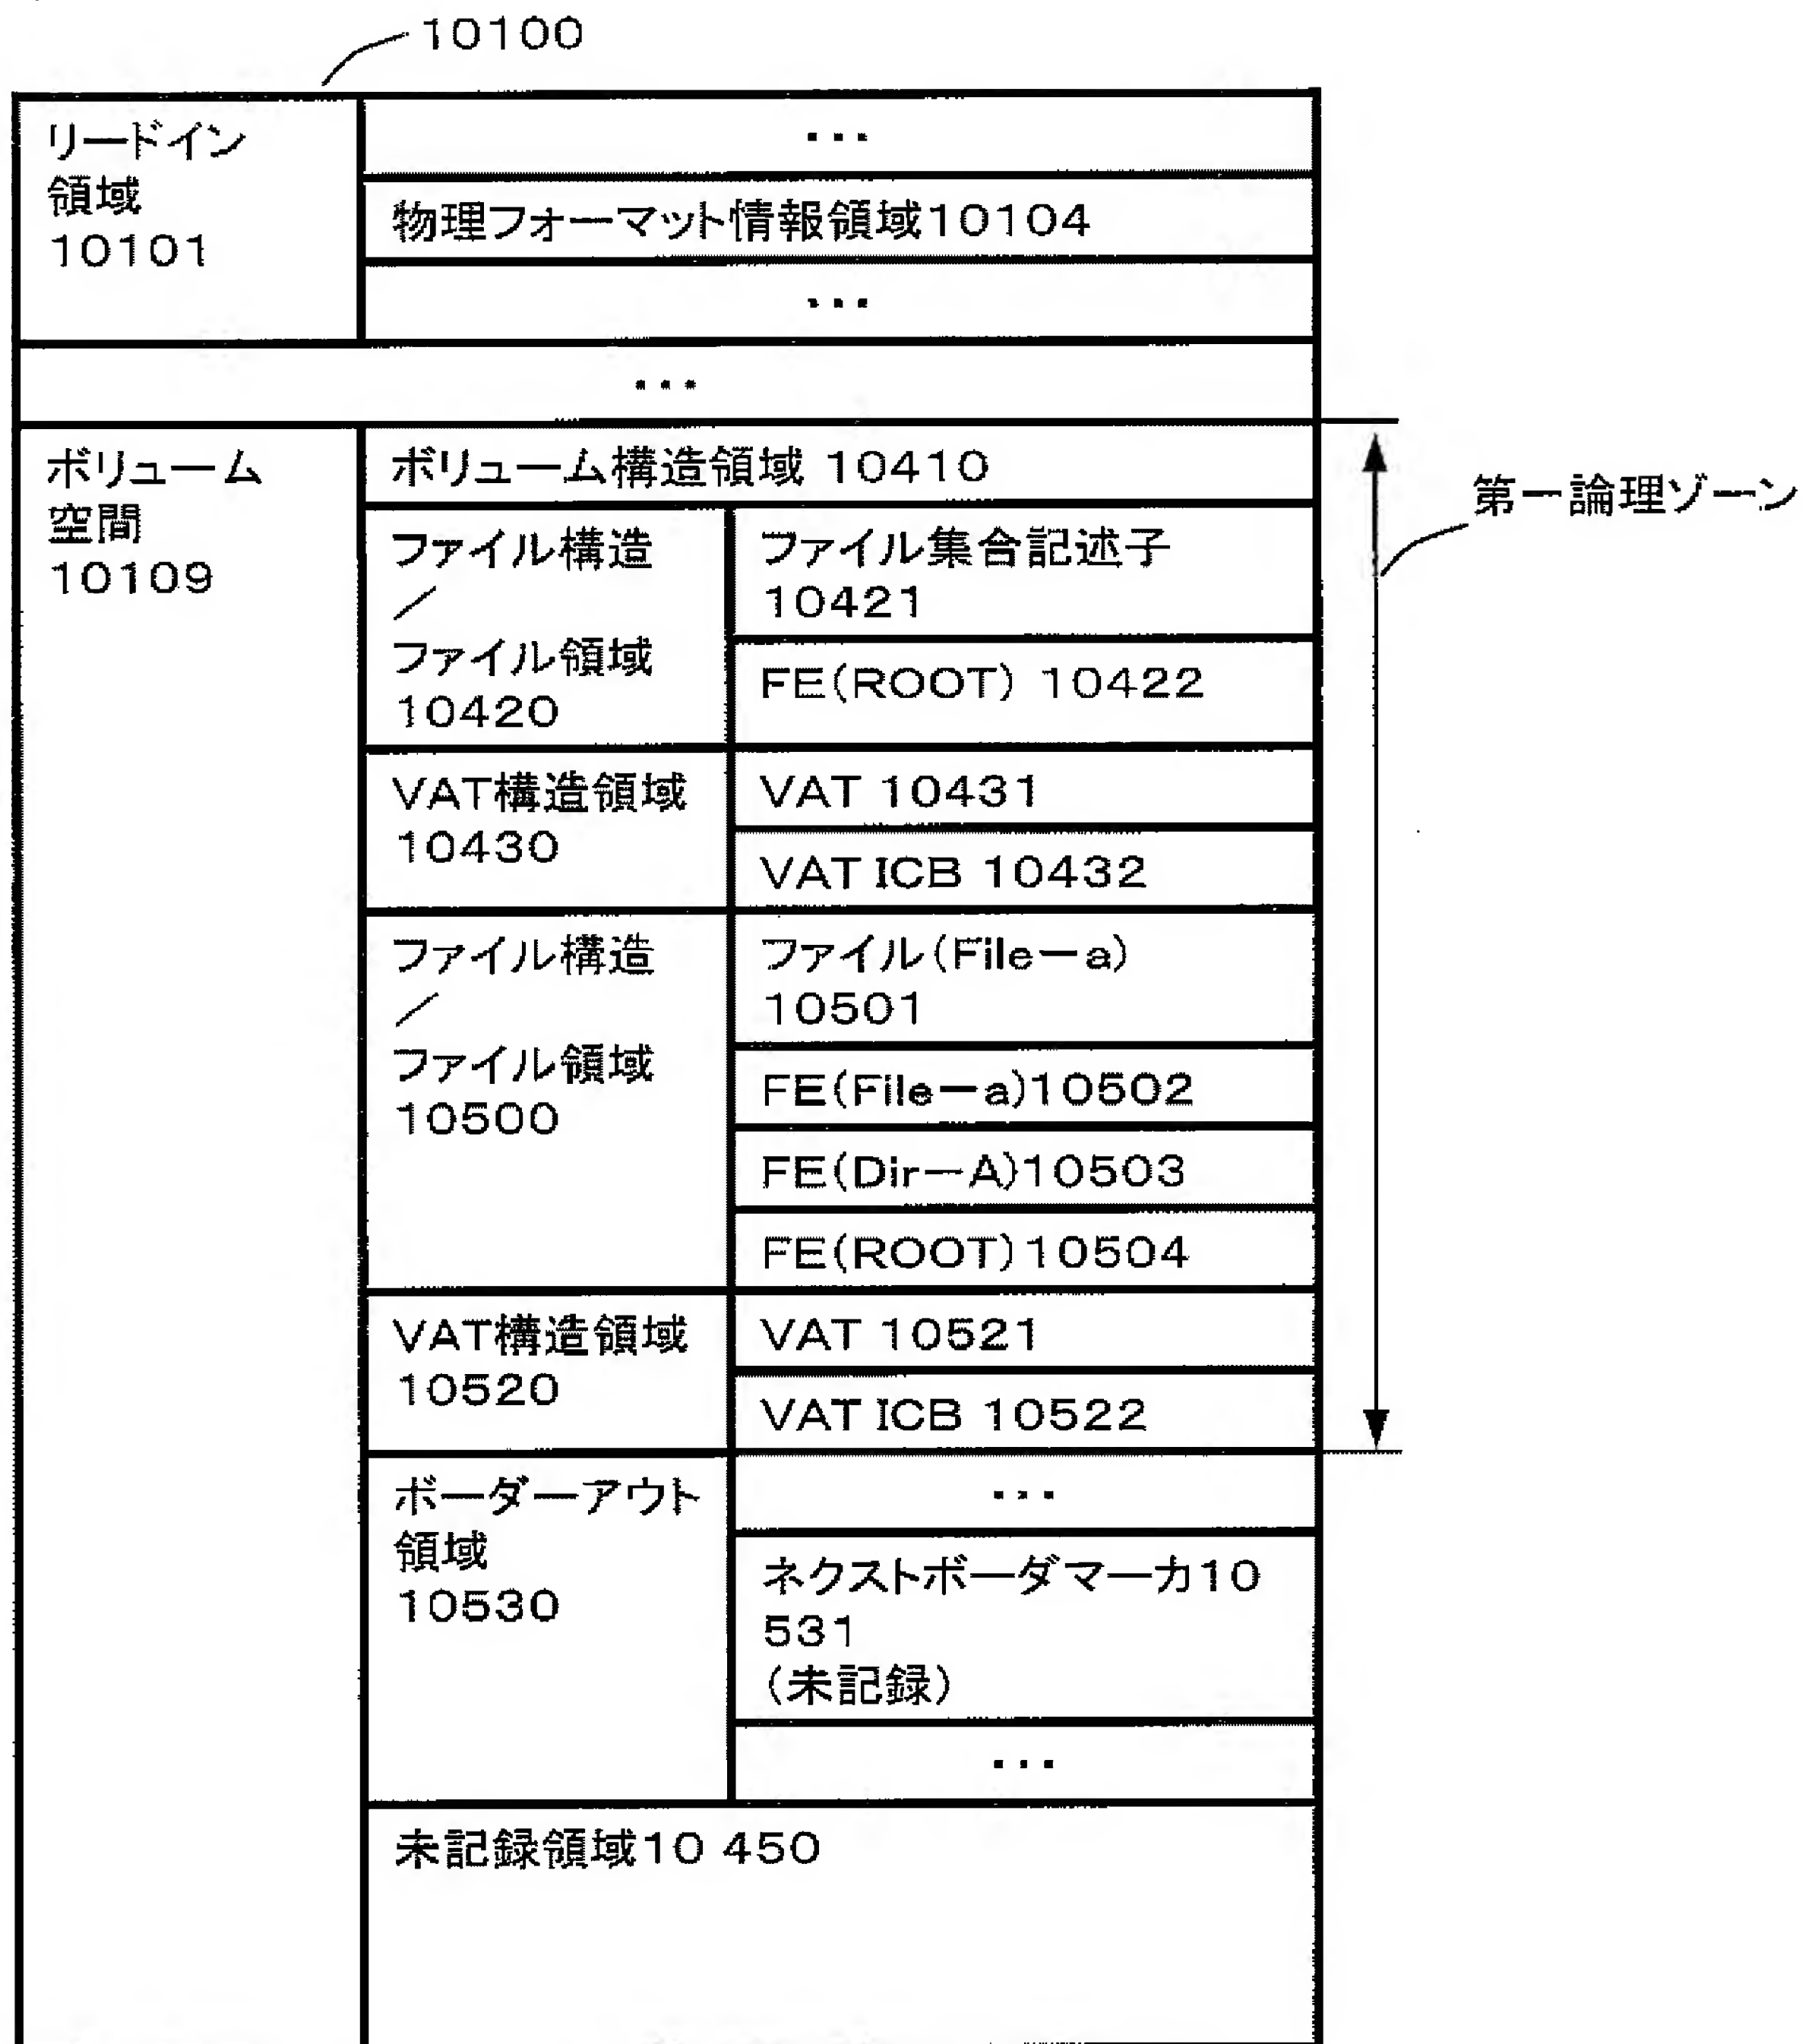 10100
リードイン
領域
10101
・・・
物理フォーマット情報領域10104
・・・
・・・
ボリューム
空間
10109
ボリューム構造領域 10410
第一論理ゾーン
ファイル構造
／
ファイル領域
10420
ファイル集合記述子
10421
FE(ROOT) 10422
VAT構造領域
10430
VAT 10431
VAT ICB 10432
ファイル構造
／
ファイル領域
10500
ファイル(File－a)
10501
FE(File－a)10502
FE(Dir－A)10503
FE(ROOT)10504
VAT構造領域
10520
VAT 10521
VAT ICB 10522
ボーダーアウト
領域
10530
・・・
ネクストボーダマーカ10
531
(未記録)
・・・
未記録領域10 450